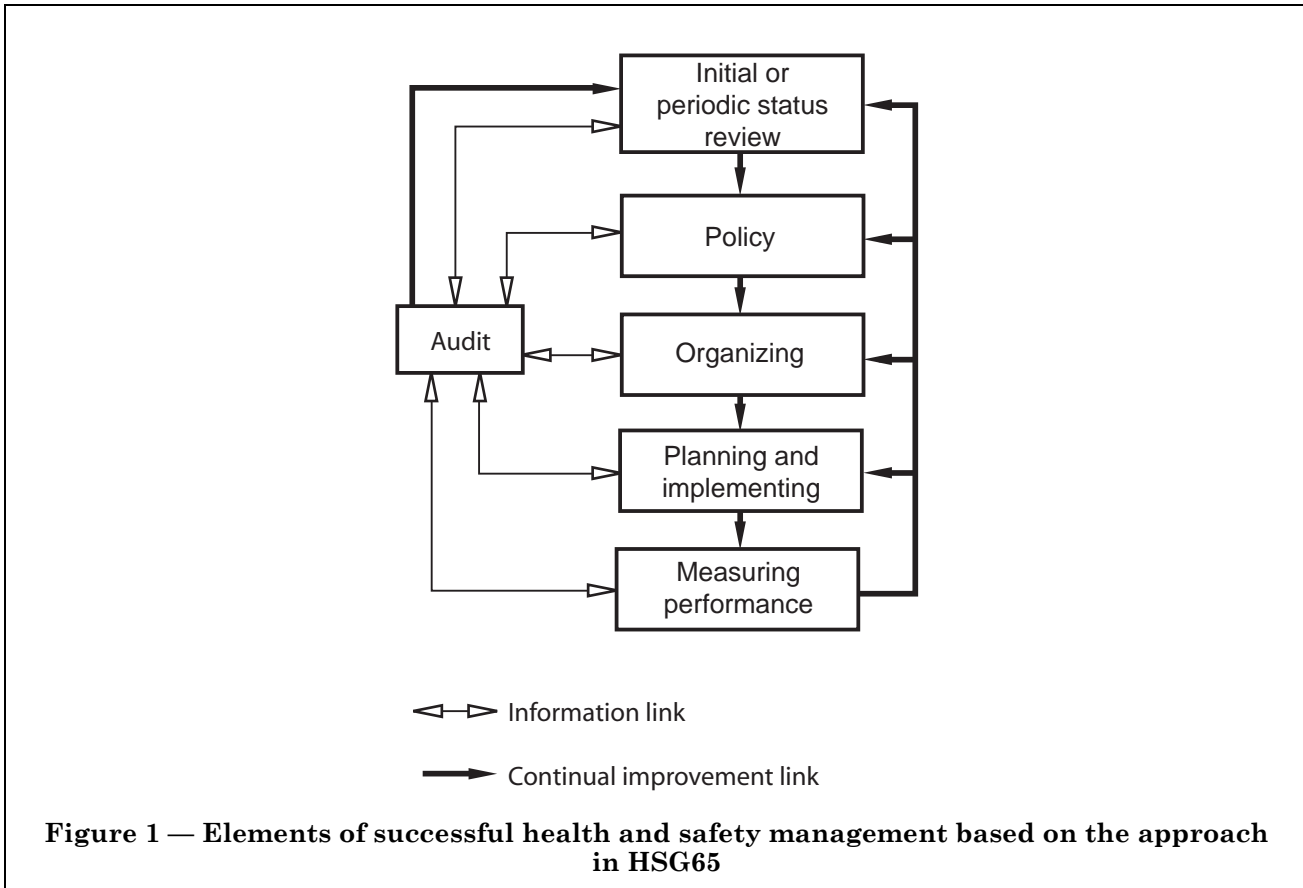 Initial or
periodic status
review
Policy
Audit
Organizing
Planning and
implementing
Measuring
performance
Information link
Continual improvement link
Figure 1 — Elements of successful health and safety management based on the approach
in HSG65